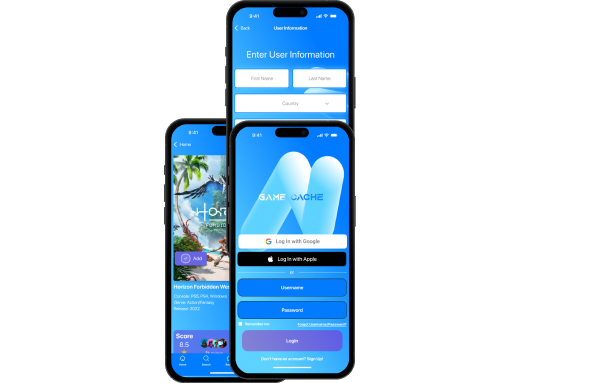 9:41
Back
User Information
Enter User Information
First Name
Last Name
Country
9:41
Home
Add
Horizon Forbidden Wes
Console: PS5, PS4, Windows
Genre: Action/Fantasy
Release: 2022
Score
8.5
Home
Search
9:41
GAME CACHE
Log In with Google
Log In with Apple
or
Username
Password
Remember me
Forgot Username/Password?
Login
Don't have an account? Sign Up!